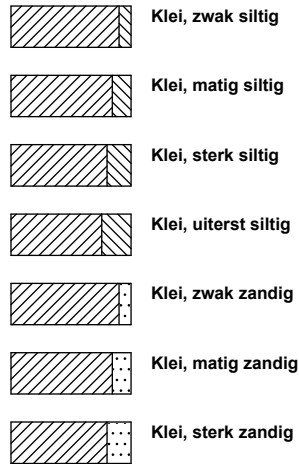 Klei, zwak siltig
Klei, matig siltig
Klei, sterk siltig
Klei, uiterst siltig
Klei, zwak zandig
Klei, matig zandig
Klei, sterk zandig